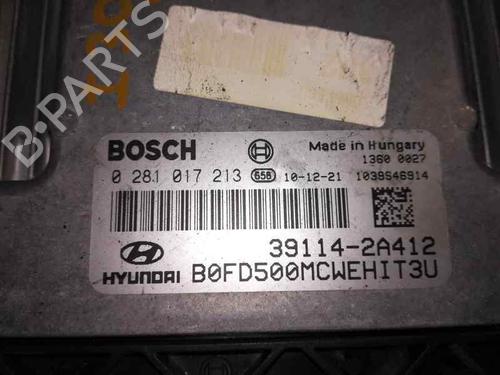 B-PARTS
BOSCH
Made in Hungary
1360 0027
0 281 017 213 658 10-12-21 1039S46914
39114-2A412
HYUNDAI B0FD500MCWEHIT3U